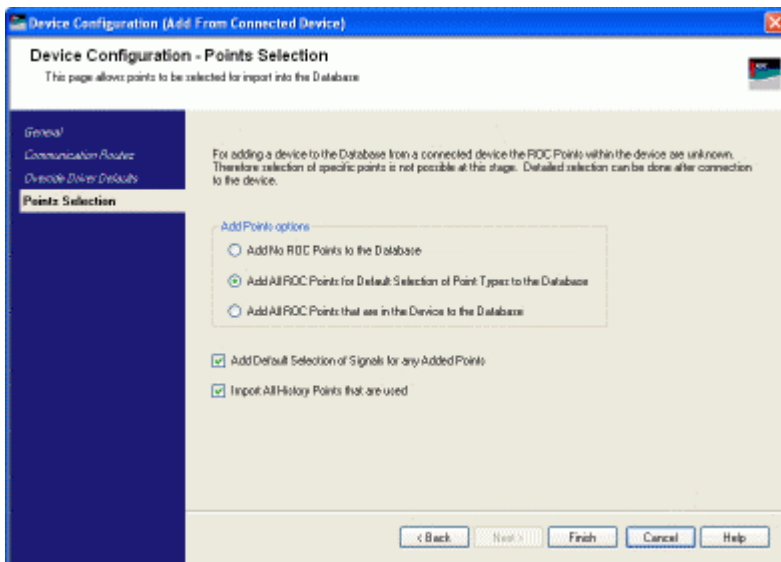 Device Configuration (Add From Connected Device)
Device Configuration - Points Selection
This page allows points to be selected for import into the Database
General
Communication Routes
Override Driver Defaults
Points Selection
For adding a device to the Database from a connected device the ROC Points within the device are unknown.
Therefore selection of specific points is not possible at this stage. Detailed selection can be done after connection
to the device.
Add Points options
Add No ROC Points to the Database
Add All ROC Points for Default Selection of Point Types to the Database
Add All ROC Points that are in the Device to the Database
Add Default Selection of Signals for any Added Points
Import All History Points that are used
< Back
Next >
Finish
Cancel
Help